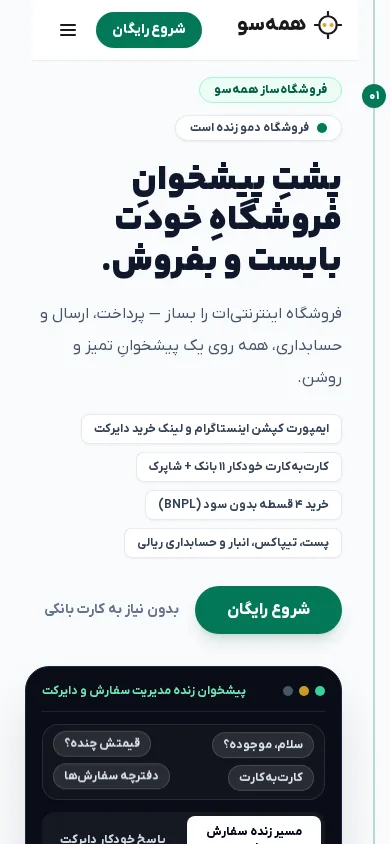 همه‌سو
شروع رایگان
۰۱
فروشگاه‌ساز همه‌سو
فروشگاه دمو زنده است
پشتِ پیشخوانِ
فروشگاهِ خودت
بایست و بفروش.
فروشگاه اینترنتی‌ات را بساز — پرداخت، ارسال و
حسابداری، همه روی یک پیشخوانِ تمیز و
روشن.
ایمپورت کپشن اینستاگرام و لینک خرید دایرکت
کارت‌به‌کارت خودکار ۱۱ بانک + شاپرک
خرید ۴ قسطه بدون سود (BNPL)
پست، تیپاکس، انبار و حسابداری ریالی
شروع رایگان
بدون نیاز به کارت بانکی
پیشخوان زنده مدیریت سفارش و دایرکت
سلام، موجوده؟
قیمتش چنده؟
کارت‌به‌کارت
دفترچه سفارش‌ها
مسیر زنده سفارش
پاسخ خودکار دایرکت